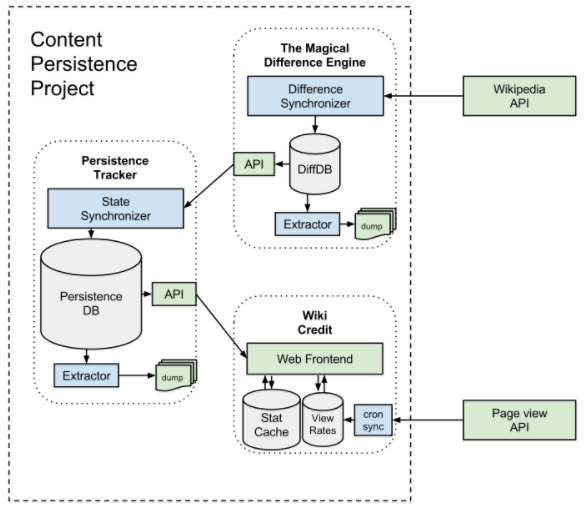 Content
Persistence
Project
The Magical
Difference Engine
Difference
Synchronizer
Wikipedia
API
API
DiffDB
Extractor
dump
Persistence
Tracker
State
Synchronizer
Persistence
DB
API
Extractor
dump
Wiki
Credit
Web Frontend
Stat
Cache
View
Rates
cron
sync
Page view
API